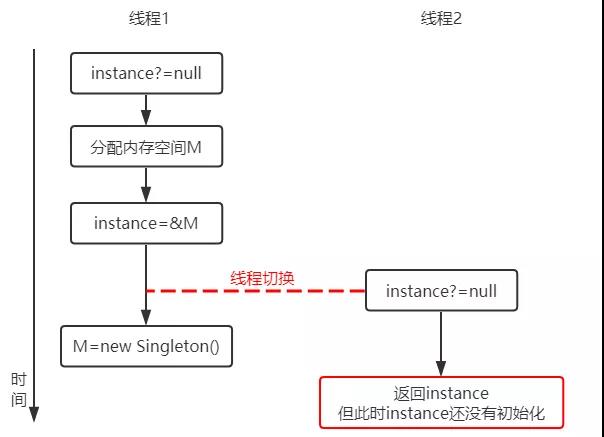 线程1
线程2
instance?=null
分配内存空间M
instance=&M
线程切换
instance?=null
M=new Singleton()
返回instance
但此时instance还没有初始化
时
间